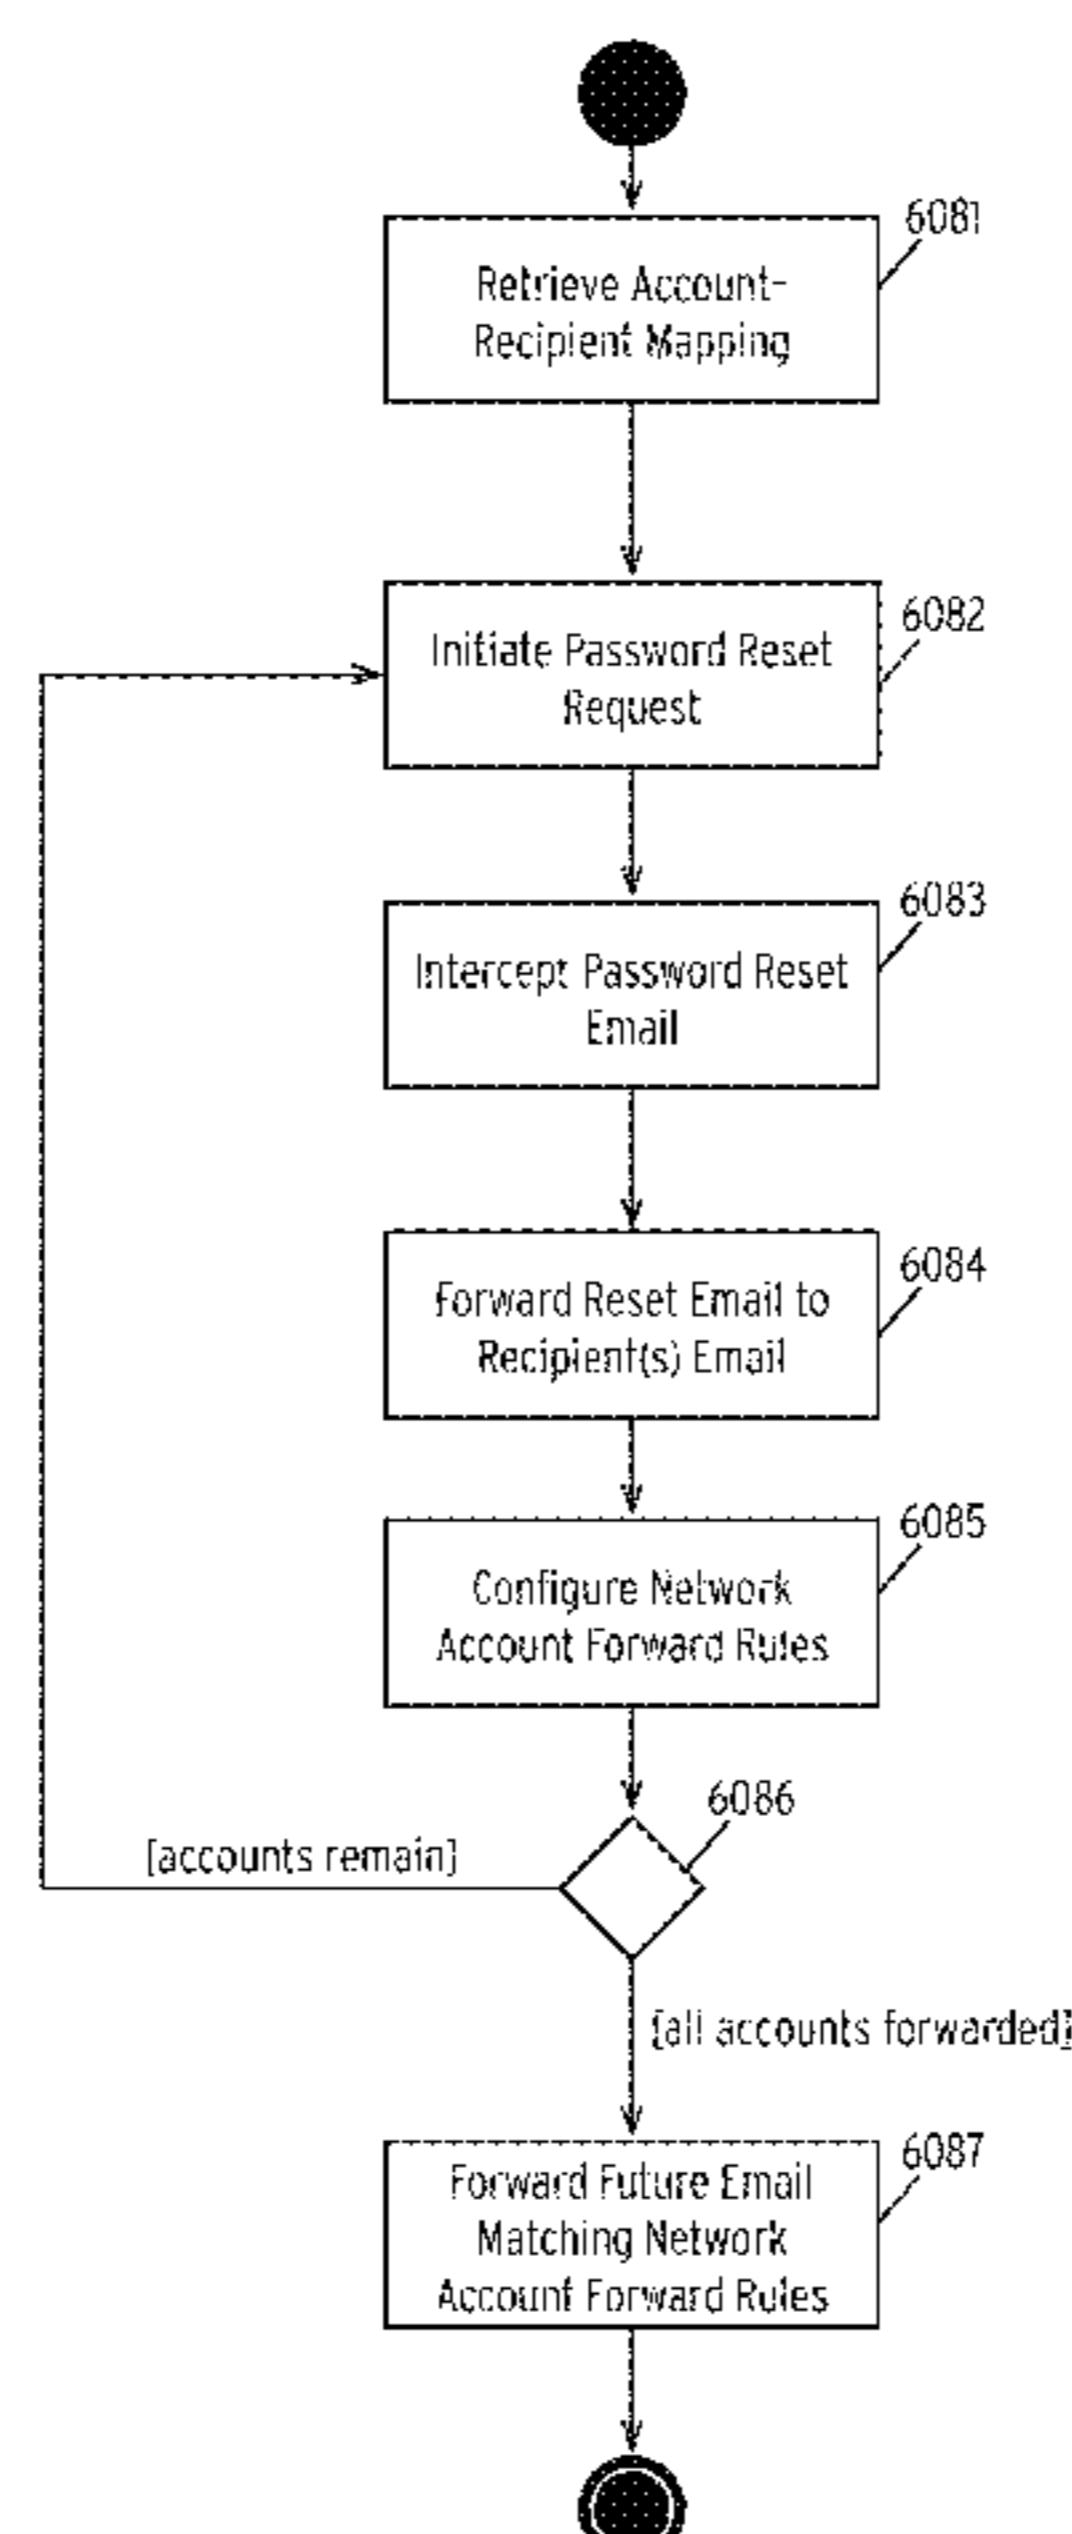 6081
Retrieve Account-
Recipient Mapping
6082
Initiate Password Reset
Request
6083
Intercept Password Reset
Email
6084
Forward Reset Email to
Recipient(s) Email
6085
Configure Network
Account Forward Rules
6086
[accounts remain]
[all accounts forwarded]
6087
Forward Future Email
Matching Network
Account Forward Rules